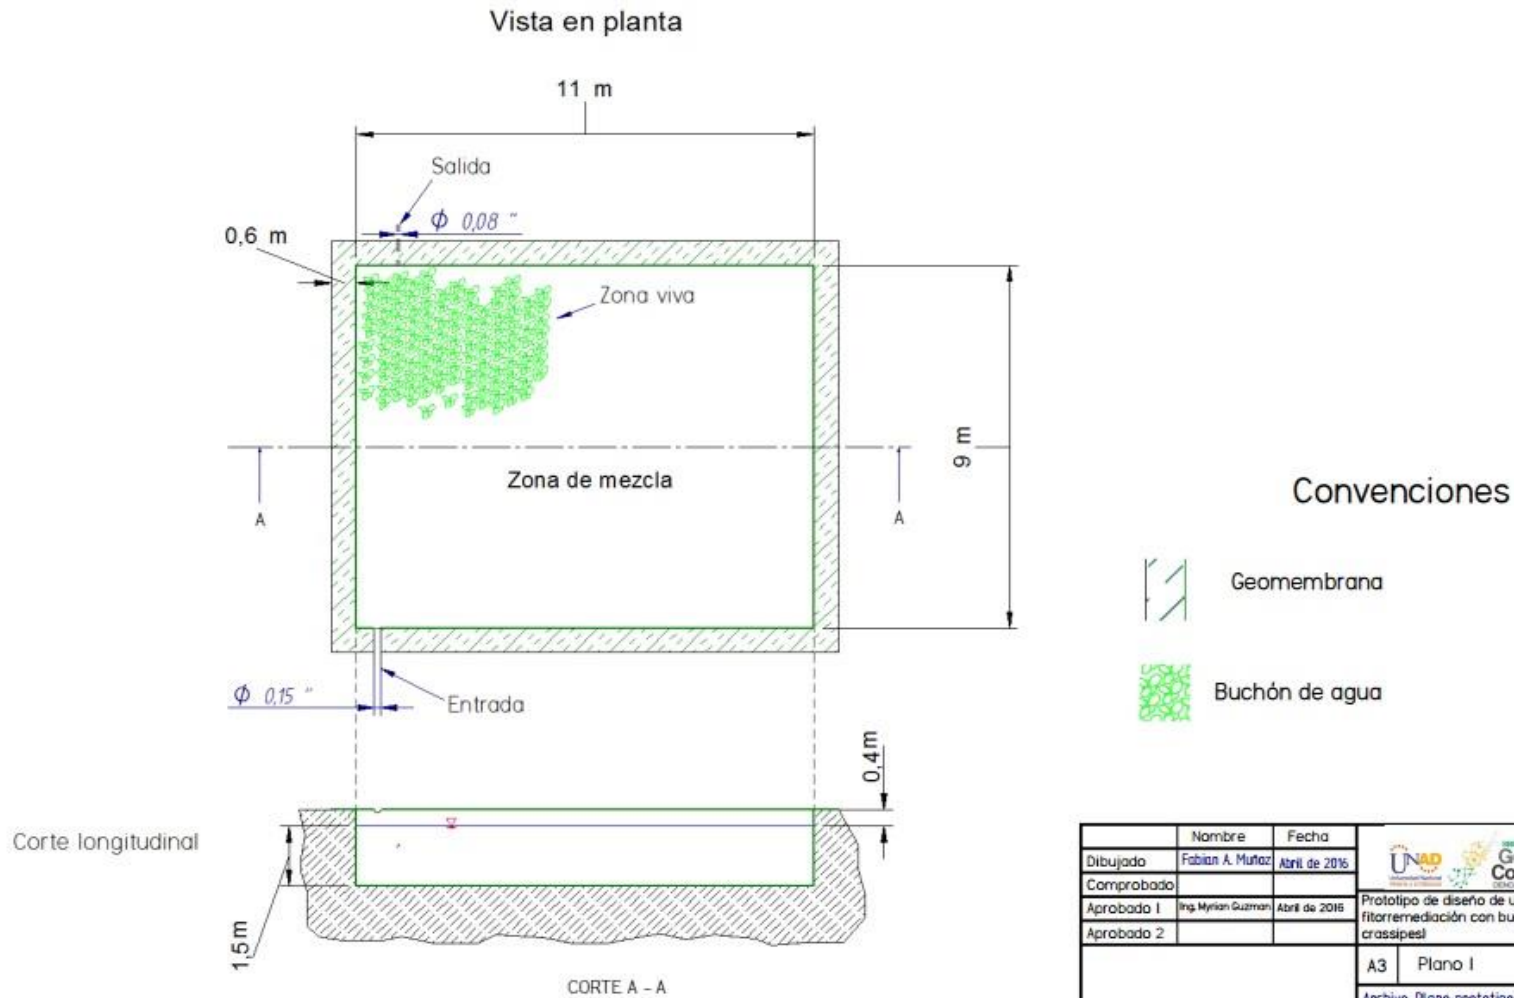 Vista en planta
11 m
Salida
ϕ 0,08 "
0,6 m
Zona viva
9 m
Zona de mezcla
A
A
Convenciones
Geomembrana
Buchón de agua
ϕ 0,15 "
Entrada
0,4m
Corte longitudinal
1,5m
CORTE A - A
Nombre Fecha
Dibujado Fabian A. Muñoz Abril de 2016
Comprobado
Aprobado 1 Ing. Myrian Guzman Abril de 2016
Aprobado 2
UNAD
Prototipo de diseño de u
fitorremediación con bu
crassipes)
A3 Plano 1